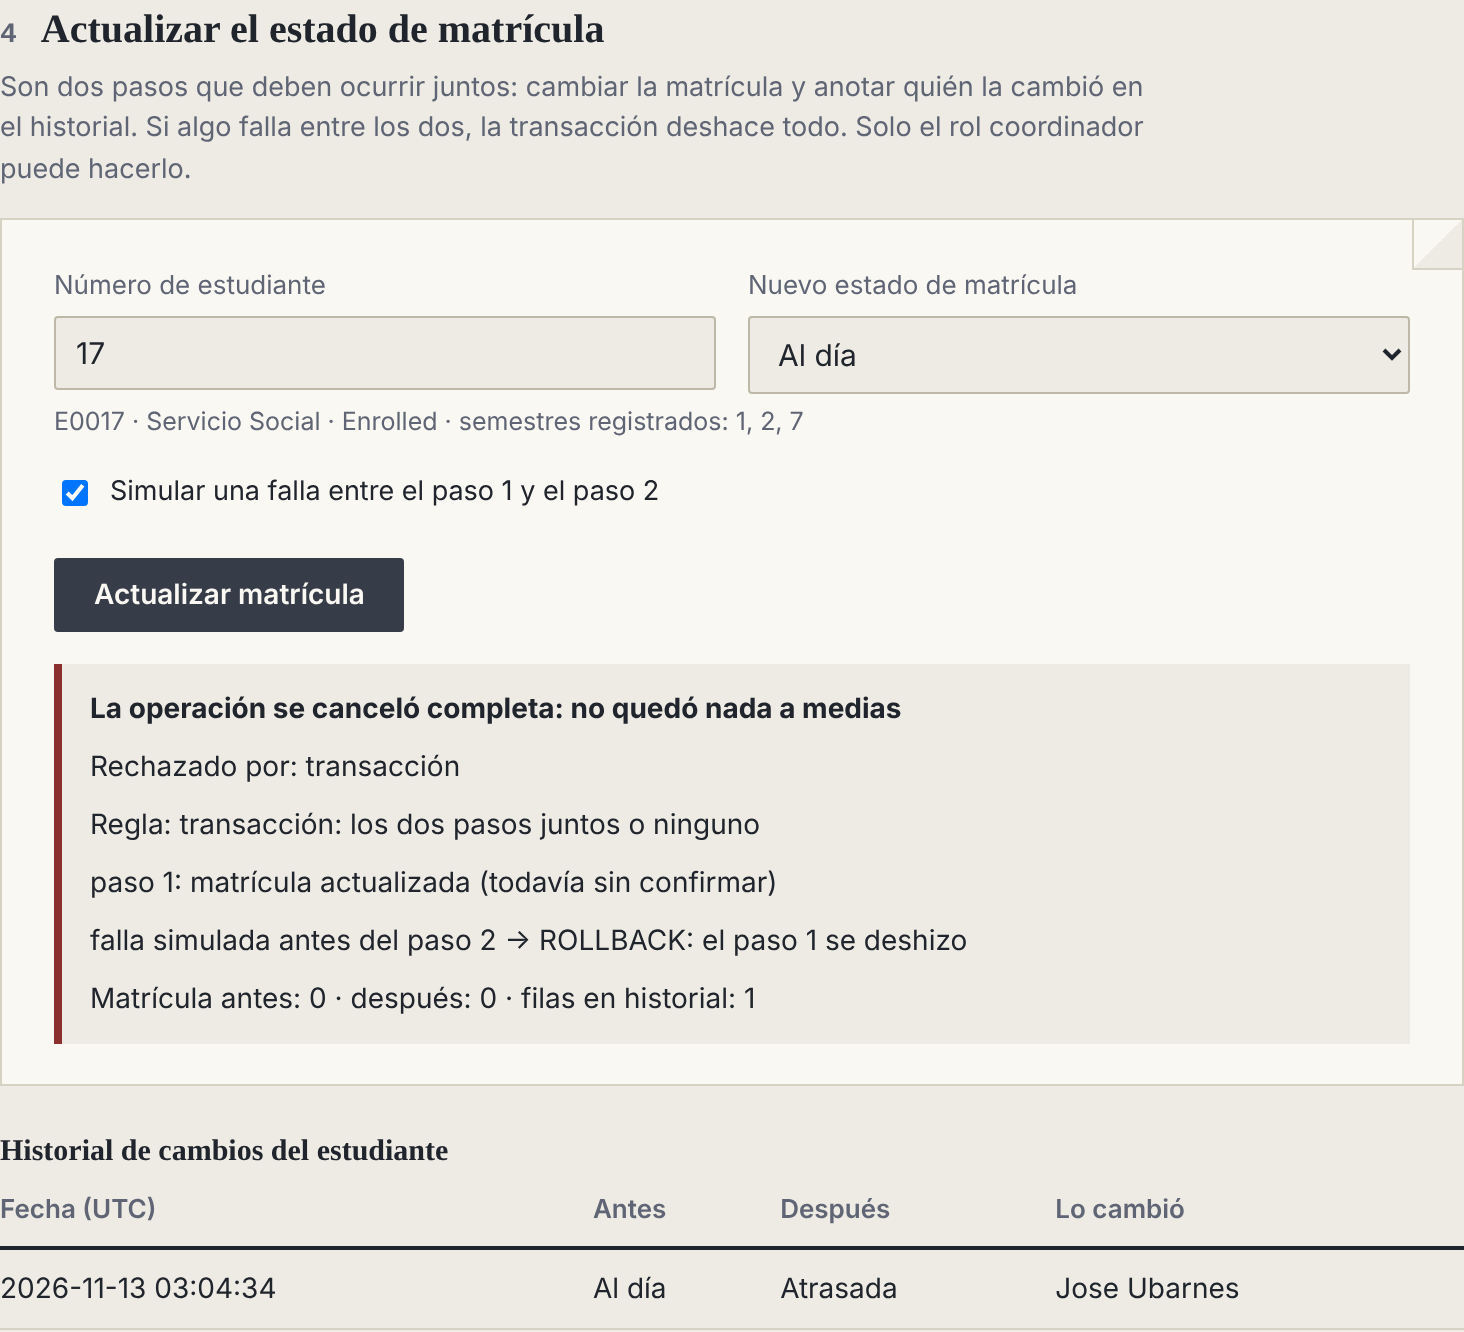 4 Actualizar el estado de matrícula
Son dos pasos que deben ocurrir juntos: cambiar la matrícula y anotar quién la cambió en
el historial. Si algo falla entre los dos, la transacción deshace todo. Solo el rol coordinador
puede hacerlo.
Número de estudiante
Nuevo estado de matrícula
17
Al día
E0017 · Servicio Social · Enrolled · semestres registrados: 1, 2, 7
Simular una falla entre el paso 1 y el paso 2
Actualizar matrícula
La operación se canceló completa: no quedó nada a medias
Rechazado por: transacción
Regla: transacción: los dos pasos juntos o ninguno
paso 1: matrícula actualizada (todavía sin confirmar)
falla simulada antes del paso 2 → ROLLBACK: el paso 1 se deshizo
Matrícula antes: 0 · después: 0 · filas en historial: 1
Historial de cambios del estudiante
Fecha (UTC) Antes Después Lo cambió
2026-11-13 03:04:34 Al día Atrasada Jose Ubarnes